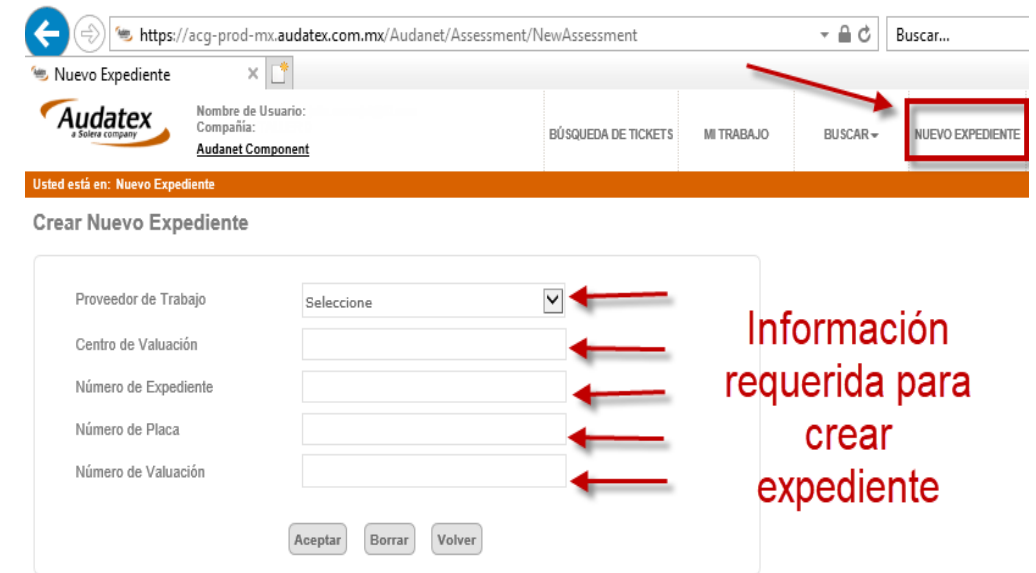 https://acg-prod-mx.audatex.com.mx/Audanet/Assessment/NewAssessment
Buscar...
Nuevo Expediente
Audatex
a Solera company
Nombre de Usuario:
Compañía:
Audanet Component
BÚSQUEDA DE TICKETS
MI TRABAJO
BUSCAR
NUEVO EXPEDIENTE
Usted está en: Nuevo Expediente
Crear Nuevo Expediente
Proveedor de Trabajo
Seleccione
Centro de Valuación
Número de Expediente
Número de Placa
Número de Valuación
Aceptar
Borrar
Volver
Información
requerida para
crear
expediente